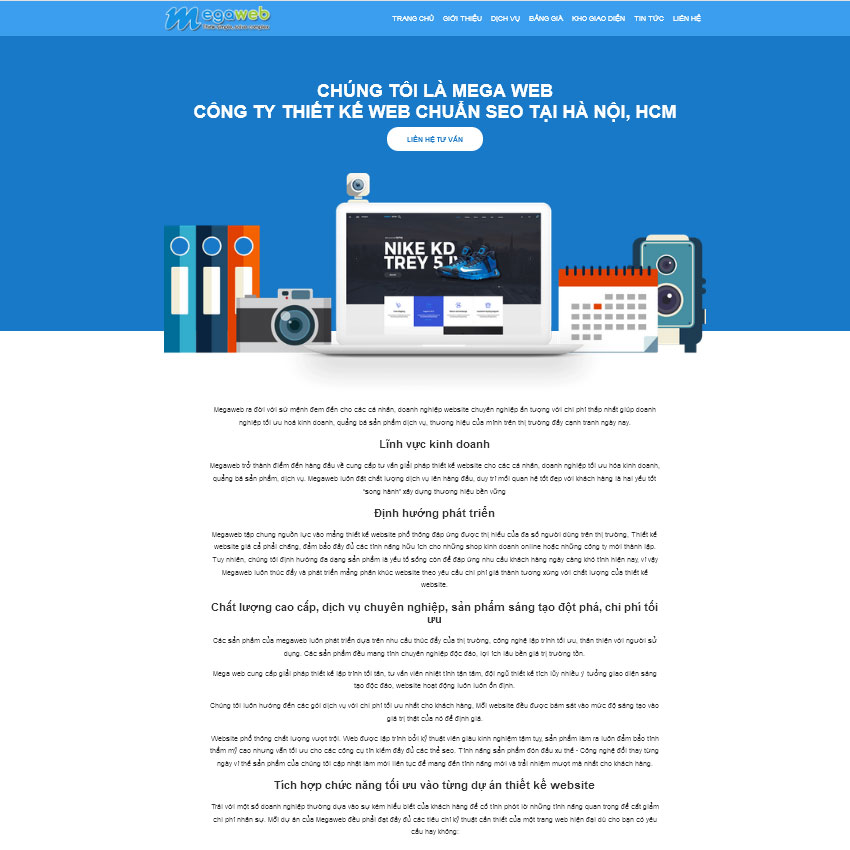 Megaweb
TRANG CHỦ GIỚI THIỆU DỊCH VỤ BẢNG GIÁ KHO GIAO DIỆN TIN TỨC LIÊN HỆ
CHÚNG TÔI LÀ MEGA WEB
CÔNG TY THIẾT KẾ WEB CHUẨN SEO TẠI HÀ NỘI, HCM
LIÊN HỆ TƯ VẤN
NIKE KD
TREY 5
Megaweb ra đời với sứ mệnh đem đến cho các cá nhân, doanh nghiệp website chuyên nghiệp ấn tượng với chi phí thấp nhất giúp doanh
nghiệp tối ưu hoá kinh doanh, quảng bá sản phẩm dịch vụ, thương hiệu của mình trên thị trường đầy cạnh tranh ngày nay.
Lĩnh vực kinh doanh
Megaweb trở thành điểm đến hàng đầu về cung cấp tư vấn giải pháp thiết kế website cho các cá nhân, doanh nghiệp tối ưu hóa kinh doanh,
quảng bá sản phẩm, dịch vụ. Megaweb luôn đặt chất lượng dịch vụ lên hàng đầu, duy trì mối quan hệ tốt đẹp với khách hàng là hai yếu tốt
"song hành" xây dựng thương hiệu bền vững
Định hướng phát triển
Megaweb tập chung nguồn lực vào mảng thiết kế website phổ thông đáp ứng được thị hiếu của đa số người dùng trên thị trường. Thiết kế
website giá cả phải chăng, đảm bảo đầy đủ các tính năng hữu ích cho những shop kinh doanh online hoặc những công ty mới thành lập.
Tuy nhiên, chúng tôi định hướng đa dạng sản phẩm là yếu tố sống còn để đáp ứng nhu cầu khách hàng ngày càng khó tính hiện nay, vì vậy
Megaweb luôn thúc đẩy và phát triển mảng phân khúc website theo yêu cầu chi phí giá thành tương xứng với chất lượng của thiết kế
website.
Chất lượng cao cấp, dịch vụ chuyên nghiệp, sản phẩm sáng tạo đột phá, chi phí tối
ưu
Các sản phẩm của megaweb luôn phát triển dựa trên nhu cầu thúc đẩy của thị trường, công nghệ lập trình tối ưu, thân thiện với người sử
dụng. Các sản phẩm đều mang tính chuyên nghiệp độc đáo, lợi ích lâu bền giá trị trường tồn.
Mega web cung cấp giải pháp thiết kế lập trình tối tân, tư vấn viên nhiệt tình tận tâm, đội ngũ thiết kế tích lũy nhiều ý tưởng giao diện sáng
tạo độc đáo, website hoạt động luôn luôn ổn định.
Chúng tôi luôn hướng đến các gói dịch vụ với chi phí tối ưu nhất cho khách hàng, Mỗi website đều được bám sát vào mức độ sáng tạo vào
giá trị thật của nó để định giá.
Website phổ thông chất lượng vượt trội. Web được lập trình bởi kỹ thuật viên giàu kinh nghiệm tậm tụy, sản phẩm làm ra luôn đảm bảo tính
thẩm mỹ cao nhưng vấn tối ưu cho các công cụ tìn kiếm đầy đủ các thẻ seo. Tính năng sản phẩm đón đầu xu thế - Công nghệ đổi thay từng
ngày vì thế sản phẩm của chúng tôi cập nhật làm mới liên tục để mang đến tính năng mới và trải nhiệm mượt mà nhất cho khách hàng.
Tích hợp chức năng tối ưu vào từng dự án thiết kế website
Trái với một số doanh nghiệp thường dựa vào sự kém hiểu biết của khách hàng để cố tình phớt lờ những tính năng quan trọng để cắt giảm
chi phí nhân sự. Mỗi dự án của Megaweb đều phải đạt đầy đủ các tiêu chí kỹ thuật cần thiết của một trang web hiện đại dù cho bạn có yêu
cầu hay không: